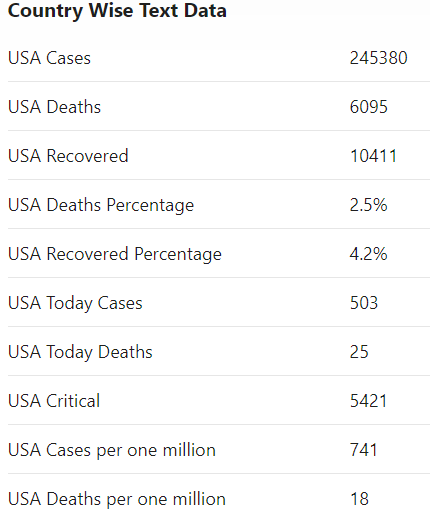 Country Wise Text Data
USA Cases 245380
USA Deaths 6095
USA Recovered 10411
USA Deaths Percentage 2.5%
USA Recovered Percentage 4.2%
USA Today Cases 503
USA Today Deaths 25
USA Critical 5421
USA Cases per one million 741
USA Deaths per one million 18